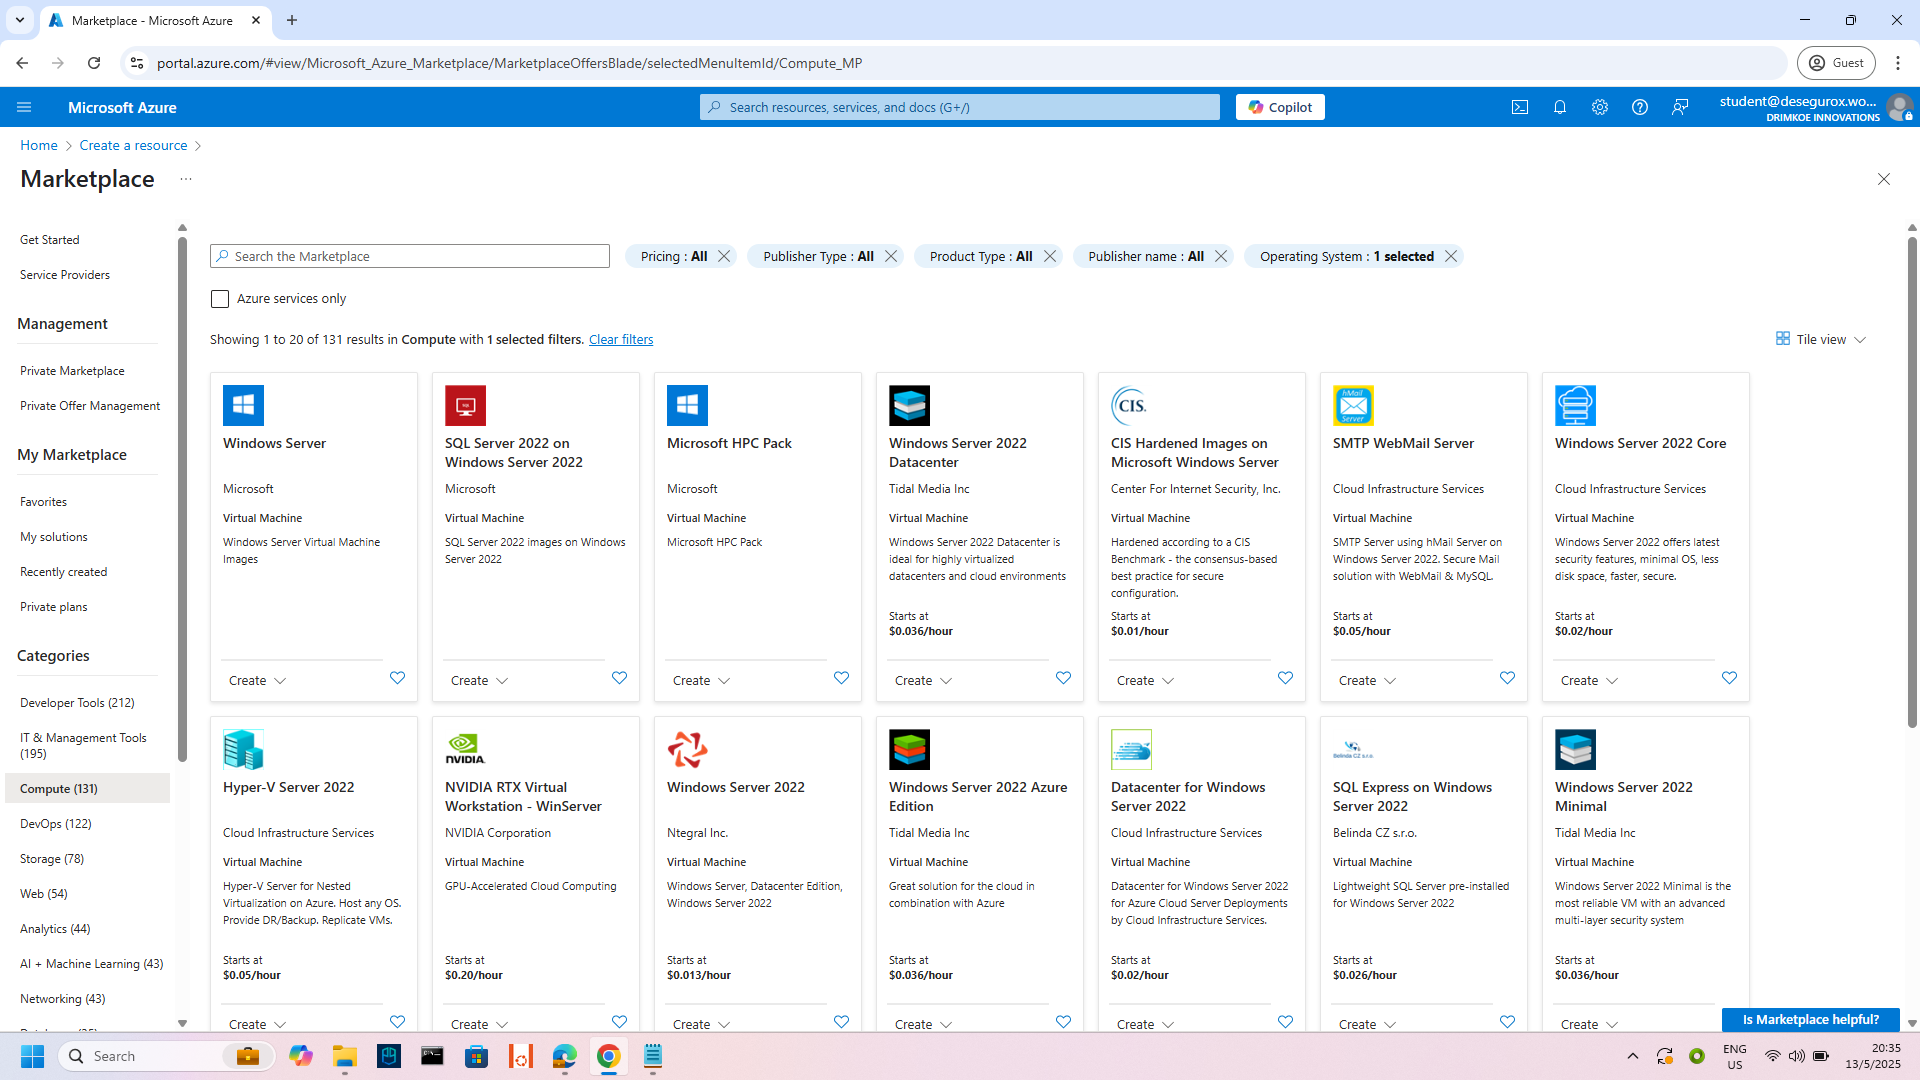 Marketplace - Microsoft Azure
portal.azure.com/#view/Microsoft_Azure_Marketplace/MarketplaceOffersBlade/selectedMenuItemId/Compute_MP
Guest
Microsoft Azure
Search resources, services, and docs (G+/)
Copilot
student@desegurox.wo...
DRIMKOE INNOVATIONS
Home
Create a resource
Marketplace
...
Get Started
Service Providers
Management
Private Marketplace
Private Offer Management
My Marketplace
Favorites
My solutions
Recently created
Private plans
Categories
Developer Tools (212)
IT & Management Tools
(195)
Compute (131)
DevOps (122)
Storage (78)
Web (54)
Analytics (44)
AI + Machine Learning (43)
Networking (43)
Search the Marketplace
Pricing : All
Publisher Type : All
Product Type : All
Publisher name : All
Operating System : 1 selected
Azure services only
Showing 1 to 20 of 131 results in Compute with 1 selected filters. Clear filters
Tile view
Windows Server
Microsoft
Virtual Machine
Windows Server Virtual Machine
Images
Create
SQL Server 2022 on
Windows Server 2022
Microsoft
Virtual Machine
SQL Server 2022 images on Windows
Server 2022
Create
Microsoft HPC Pack
Microsoft
Virtual Machine
Microsoft HPC Pack
Create
Windows Server 2022
Datacenter
Tidal Media Inc
Virtual Machine
Windows Server 2022 Datacenter is
ideal for highly virtualized
datacenters and cloud environments
Starts at
$0.036/hour
Create
CIS.
CIS Hardened Images on
Microsoft Windows Server
Center For Internet Security, Inc.
Virtual Machine
Hardened according to a CIS
Benchmark - the consensus-based
best practice for secure
configuration.
Starts at
$0.01/hour
Create
hMail
Server
SMTP WebMail Server
Cloud Infrastructure Services
Virtual Machine
SMTP Server using hMail Server on
Windows Server 2022. Secure Mail
solution with WebMail & MySQL.
Starts at
$0.05/hour
Create
Windows Server 2022 Core
Cloud Infrastructure Services
Virtual Machine
Windows Server 2022 offers latest
security features, minimal OS, less
disk space, faster, secure.
Starts at
$0.02/hour
Create
Hyper-V Server 2022
Cloud Infrastructure Services
Virtual Machine
Hyper-V Server for Nested
Virtualization on Azure. Host any OS.
Provide DR/Backup. Replicate VMs.
Starts at
$0.05/hour
Create
NVIDIA.
NVIDIA RTX Virtual
Workstation - WinServer
NVIDIA Corporation
Virtual Machine
GPU-Accelerated Cloud Computing
Starts at
$0.20/hour
Create
Windows Server 2022
Ntegral Inc.
Virtual Machine
Windows Server, Datacenter Edition,
Windows Server 2022
Starts at
$0.013/hour
Create
Windows Server 2022 Azure
Edition
Tidal Media Inc
Virtual Machine
Great solution for the cloud in
combination with Azure
Starts at
$0.036/hour
Create
Datacenter for Windows
Server 2022
Cloud Infrastructure Services
Virtual Machine
Datacenter for Windows Server 2022
for Azure Cloud Server Deployments
by Cloud Infrastructure Services.
Starts at
$0.02/hour
Create
Belinda CZ s.r.o.
SQL Express on Windows
Server 2022
Belinda CZ s.r.o.
Virtual Machine
Lightweight SQL Server pre-installed
for Windows Server 2022
Starts at
$0.026/hour
Create
Windows Server 2022
Minimal
Tidal Media Inc
Virtual Machine
Windows Server 2022 Minimal is the
most reliable VM with an advanced
multi-layer security system
Starts at
$0.036/hour
Create
Is Marketplace helpful?
Search
ENG
US
20:35
13/5/2025